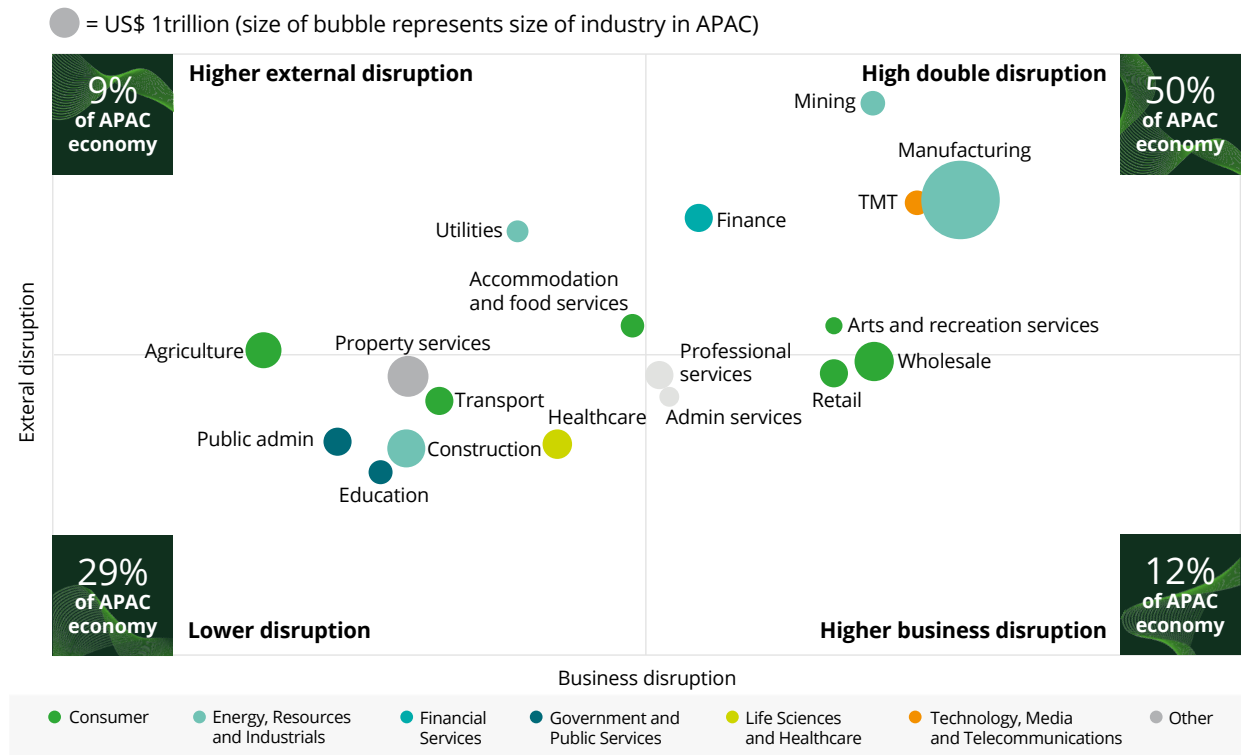 = US$ 1trillion (size of bubble represents size of industry in APAC)
9%
of APAC
economy
Higher external disruption
High double disruption
50%
of APAC
economy
Mining
Manufacturing
TMT
Finance
Utilities
Accommodation
and food services
Arts and recreation services
Agriculture
Property services
Professional
services
Wholesale
Transport
Retail
Healthcare
Admin services
Public admin
Construction
Education
Exteral disruption
29%
of APAC
economy
Lower disruption
Higher business disruption
12%
of APAC
economy
Business disruption
Consumer
Energy, Resources
and Industrials
Financial
Services
Government and
Public Services
Life Sciences
and Healthcare
Technology, Media
and Telecommunications
Other